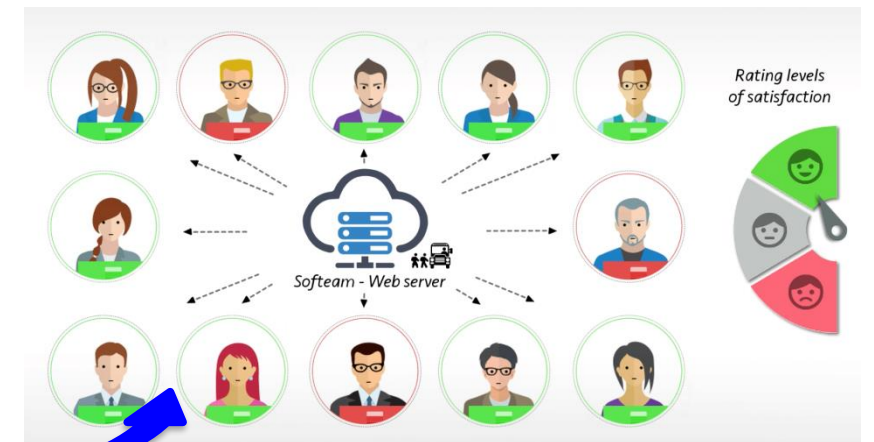 Rating levels
of satisfaction
Softeam - Web server